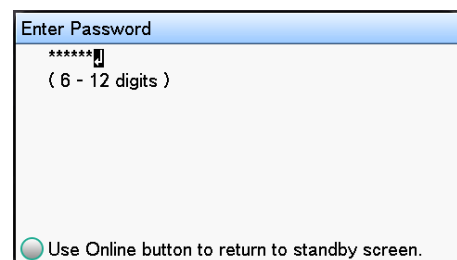 Enter Password
******↲
( 6 - 12 digits )
Use Online button to return to standby screen.